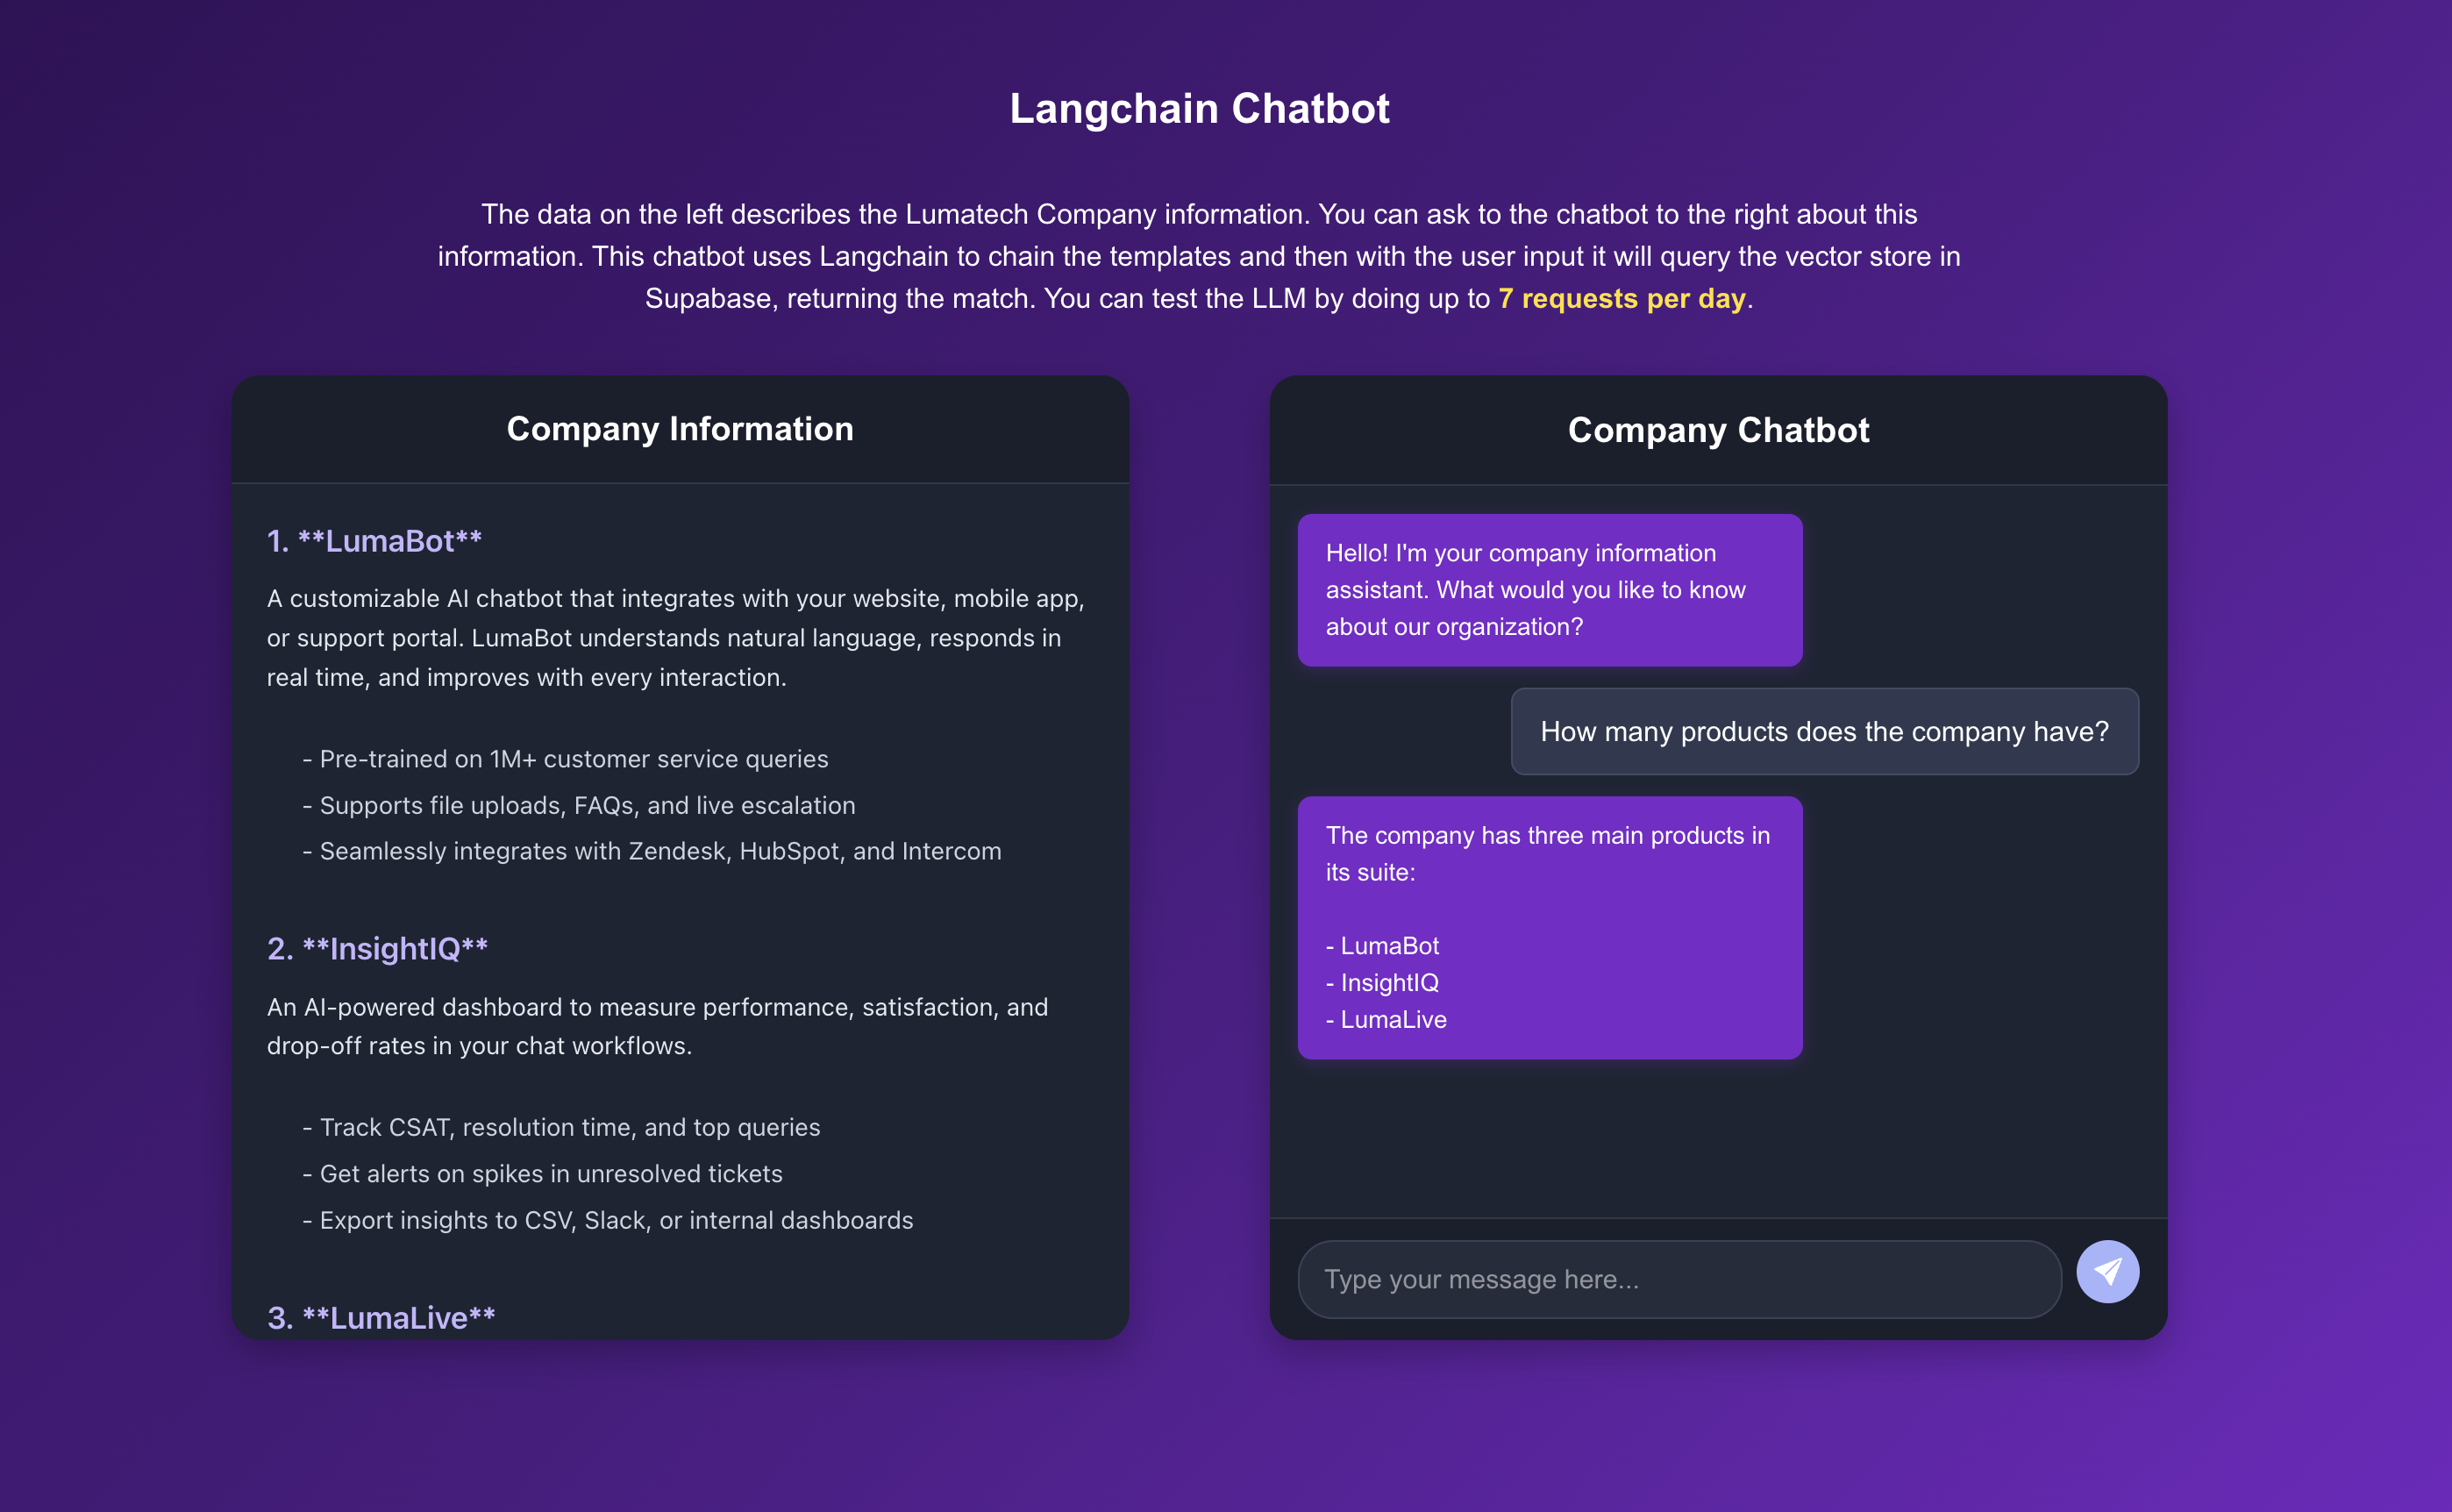 Langchain Chatbot
The data on the left describes the Lumatech Company information. You can ask to the chatbot to the right about this
information. This chatbot uses Langchain to chain the templates and then with the user input it will query the vector store in
Supabase, returning the match. You can test the LLM by doing up to 7 requests per day.
Company Information
1. **LumaBot**
A customizable AI chatbot that integrates with your website, mobile app,
or support portal. LumaBot understands natural language, responds in
real time, and improves with every interaction.
- Pre-trained on 1M+ customer service queries
- Supports file uploads, FAQs, and live escalation
- Seamlessly integrates with Zendesk, HubSpot, and Intercom
2. **InsightIQ**
An AI-powered dashboard to measure performance, satisfaction, and
drop-off rates in your chat workflows.
- Track CSAT, resolution time, and top queries
- Get alerts on spikes in unresolved tickets
- Export insights to CSV, Slack, or internal dashboards
3. **LumaLive**
Company Chatbot
Hello! I'm your company information
assistant. What would you like to know
about our organization?
How many products does the company have?
The company has three main products in
its suite:
- LumaBot
- InsightIQ
- LumaLive
Type your message here...